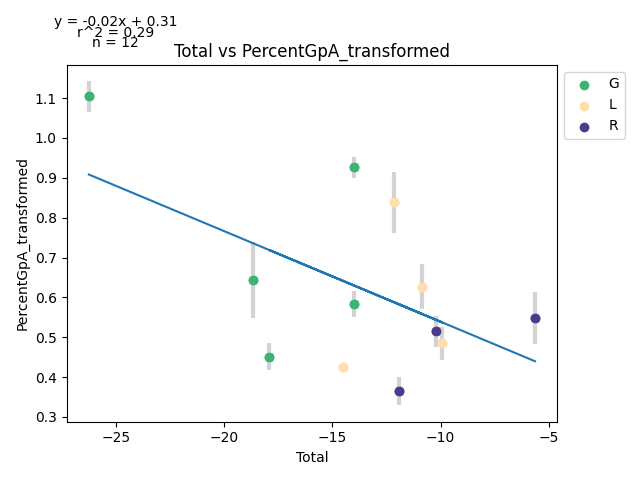 y = -0.02x + 0.31
r^2 = 0.29
n = 12
Total vs PercentGpA_transformed
G
L
R
PercentGpA_transformed
1.1
1.0
0.9
0.8
0.7
0.6
0.5
0.4
0.3
−25
−20
−15
−10
−5
Total